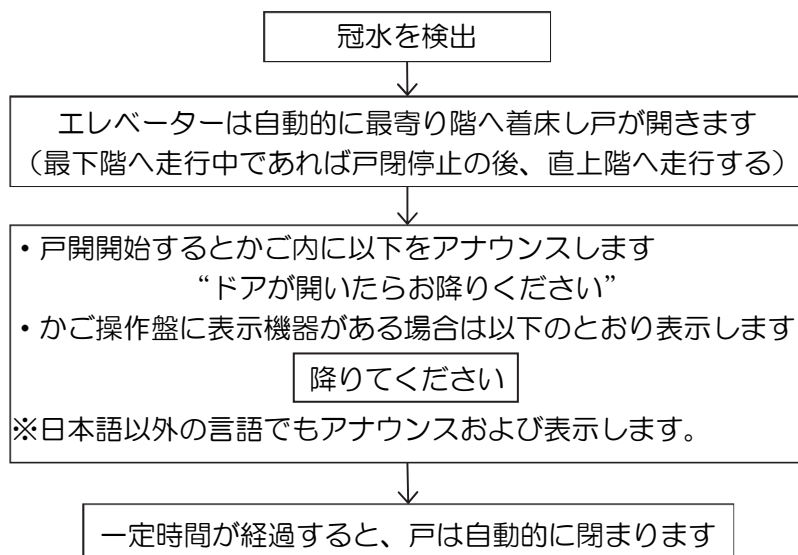 冠水を検出
エレベーターは自動的に最寄り階へ着床し戸が開きます
（最下階へ走行中であれば戸閉停止の後、直上階へ走行する）
・戸開開始するとかご内に以下をアナウンスします
“ドアが開いたらお降りください”
・かご操作盤に表示機器がある場合は以下のとおり表示します
降りてください
※日本語以外の言語でもアナウンスおよび表示します。
一定時間が経過すると、戸は自動的に閉まります